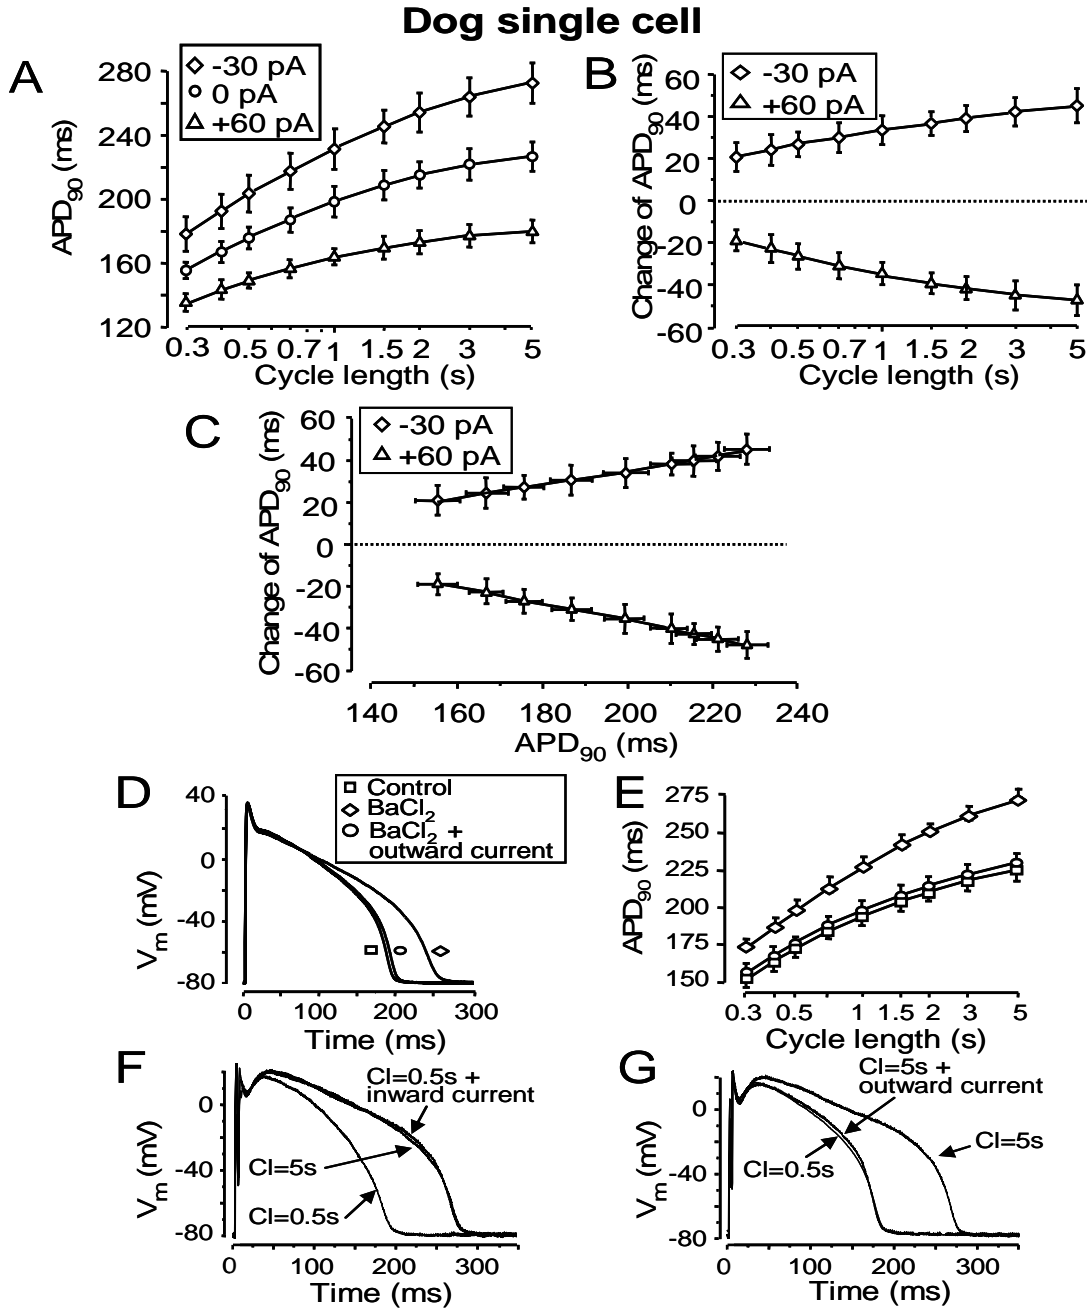 Dog single cell
A
-30 pA
0 pA
+60 pA
APD90 (ms)
280
240
200
160
120
0.3 0.5 0.7 1 1.5 2 3 5
Cycle length (s)
B
-30 pA
+60 pA
Change of APD90 (ms)
60
40
20
0
-20
-40
-60
0.3 0.5 0.7 1 1.5 2 3 5
Cycle length (s)
C
-30 pA
+60 pA
Change of APD90 (ms)
60
40
20
0
-20
-40
-60
140 160 180 200 220 240
APD90 (ms)
D
Control
BaCl2
BaCl2 +
outward current
Vm (mV)
40
0
-40
-80
0 100 200 300
Time (ms)
E
APD90 (ms)
275
250
225
200
175
150
0.3 0.5 1 1.5 2 3 5
Cycle length (s)
F
Cl=0.5s +
inward current
Cl=5s
Cl=0.5s
Vm (mV)
0
-40
-80
0 100 200 300
Time (ms)
G
Cl=5s +
outward current
Cl=5s
Cl=0.5s
Vm (mV)
0
-40
-80
0 100 200 300
Time (ms)